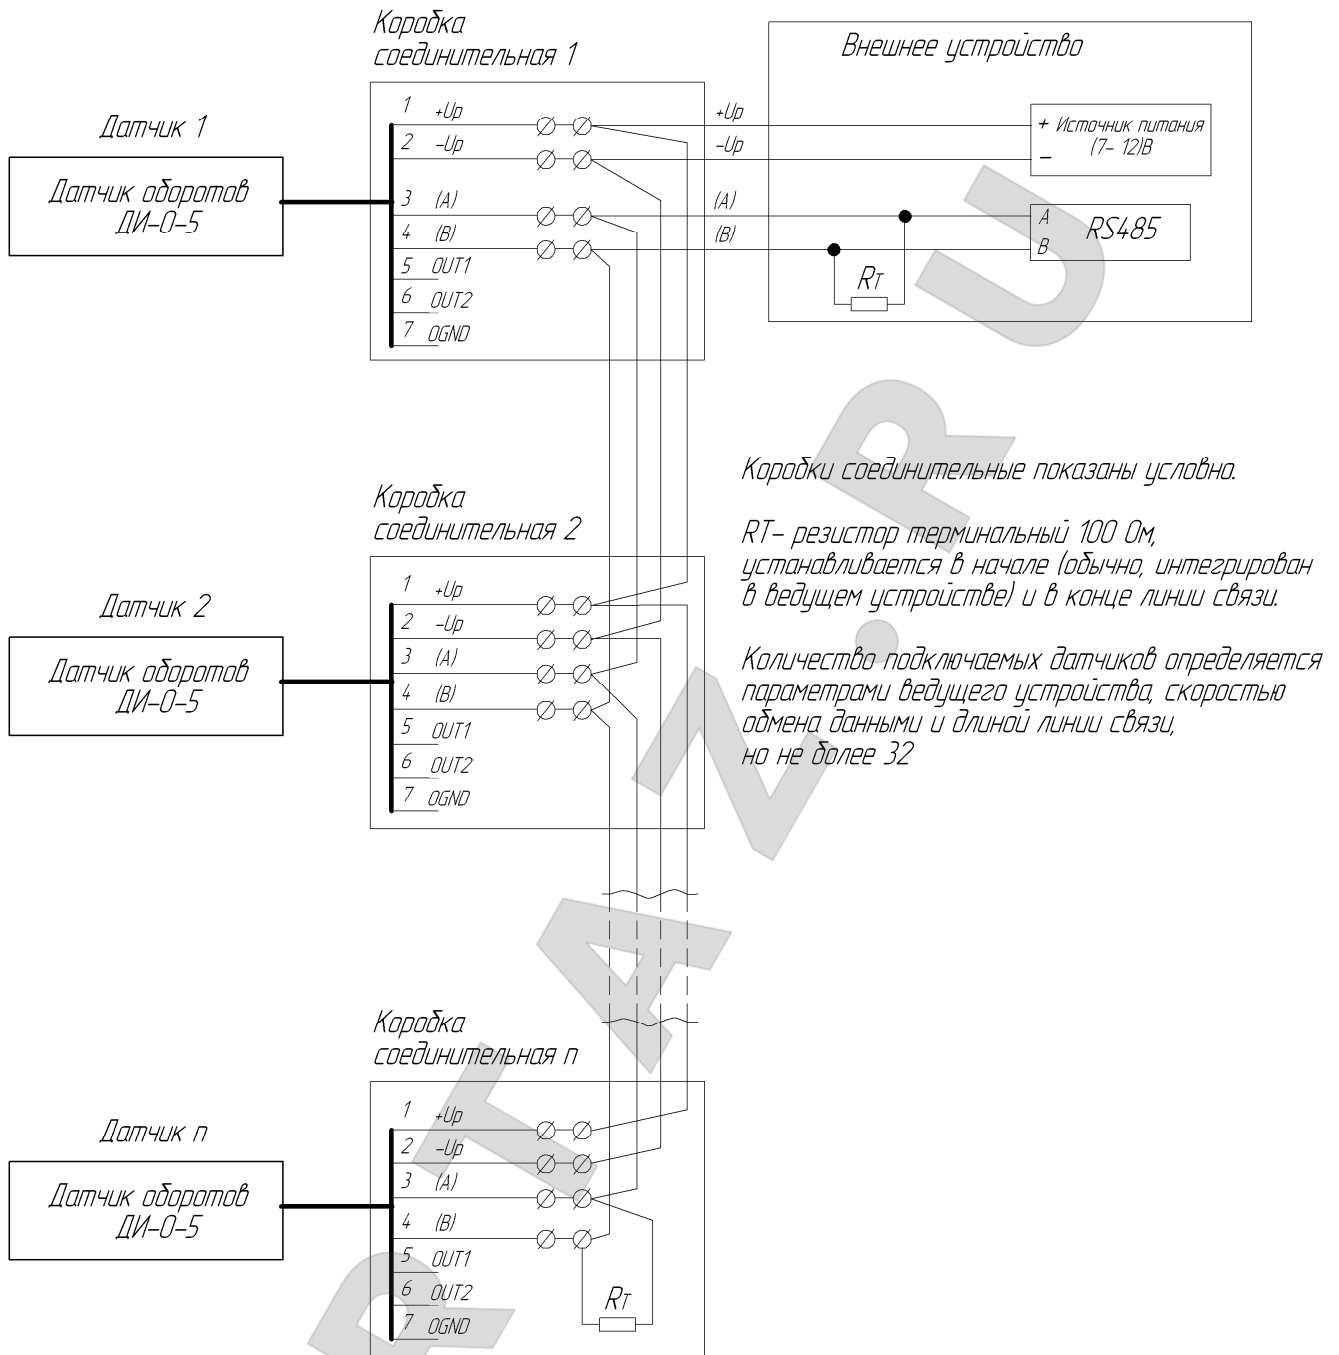 Коробка
соединительная 1
Внешнее устройство
Датчик 1
Датчик оборотов
ДИ-О-5
1 +Up
2 -Up
3 (A)
4 (B)
5 OUT1
6 OUT2
7 OGND
+Up
-Up
(A)
(B)
+ Источник питания
(7- 12)В
-
A
B
RS485
RT
Коробки соединительные показаны условно.
RT- резистор терминальный 100 Ом,
устанавливается в начале (обычно, интегрирован
в ведущем устройстве) и в конце линии связи.
Количество подключаемых датчиков определяется
параметрами ведущего устройства, скоростью
обмена данными и длиной линии связи,
но не более 32
Коробка
соединительная 2
Датчик 2
Датчик оборотов
ДИ-О-5
1 +Up
2 -Up
3 (A)
4 (B)
5 OUT1
6 OUT2
7 OGND
Коробка
соединительная n
Датчик n
Датчик оборотов
ДИ-О-5
1 +Up
2 -Up
3 (A)
4 (B)
5 OUT1
6 OUT2
7 OGND
RT
RTAZ.RU